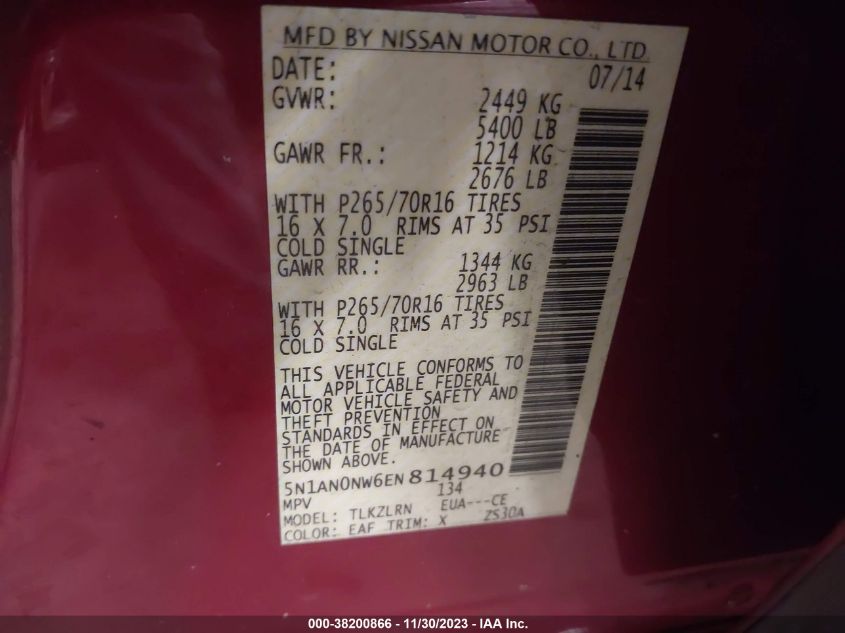 MFD BY NISSAN MOTOR CO., LTD.
DATE: 07/14
GVWR: 2449 KG
5400 LB
GAWR FR.: 1214 KG
2676 LB
WITH P265/70R16 TIRES
16 X 7.0 RIMS AT 35 PSI
COLD SINGLE
GAWR RR.: 1344 KG
2963 LB
WITH P265/70R16 TIRES
16 X 7.0 RIMS AT 35 PSI
COLD SINGLE
THIS VEHICLE CONFORMS TO
ALL APPLICABLE FEDERAL
MOTOR VEHICLE SAFETY AND
THEFT PREVENTION
STANDARDS IN EFFECT ON
THE DATE OF MANUFACTURE
SHOWN ABOVE.
5N1AN0NW6EN814940
MPV 134
MODEL: TLKZLRN EUA---CE
COLOR: EAF TRIM: X ZS30A
000-38200866 - 11/30/2023 - IAA Inc.